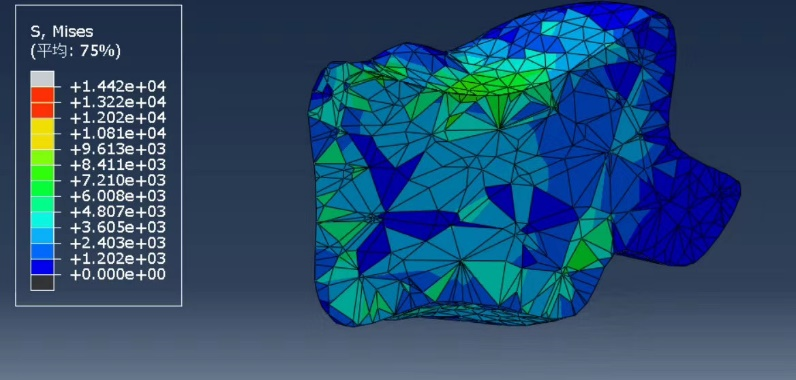 S, Mises
(平均: 75%)
+1.442e+04
+1.322e+04
+1.202e+04
+1.081e+04
+9.613e+03
+8.411e+03
+7.210e+03
+6.008e+03
+4.807e+03
+3.605e+03
+2.403e+03
+1.202e+03
+0.000e+00